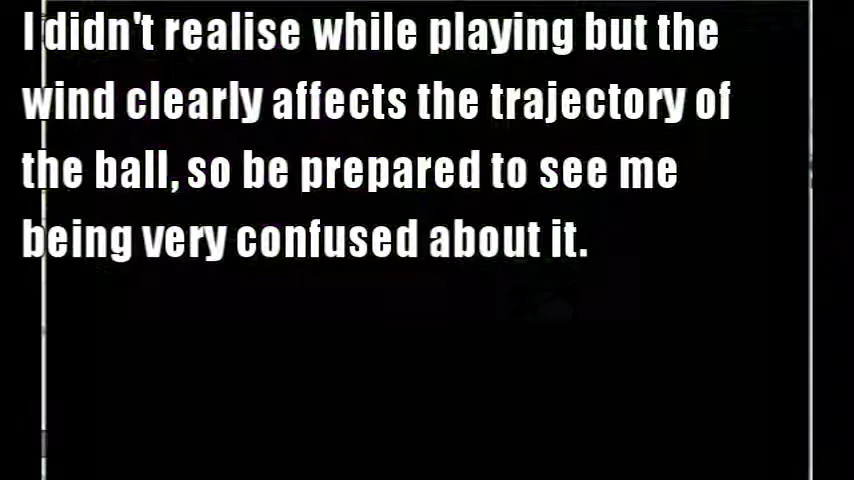 I didn't realise while playing but the
wind clearly affects the trajectory of
the ball, so be prepared to see me
being very confused about it.